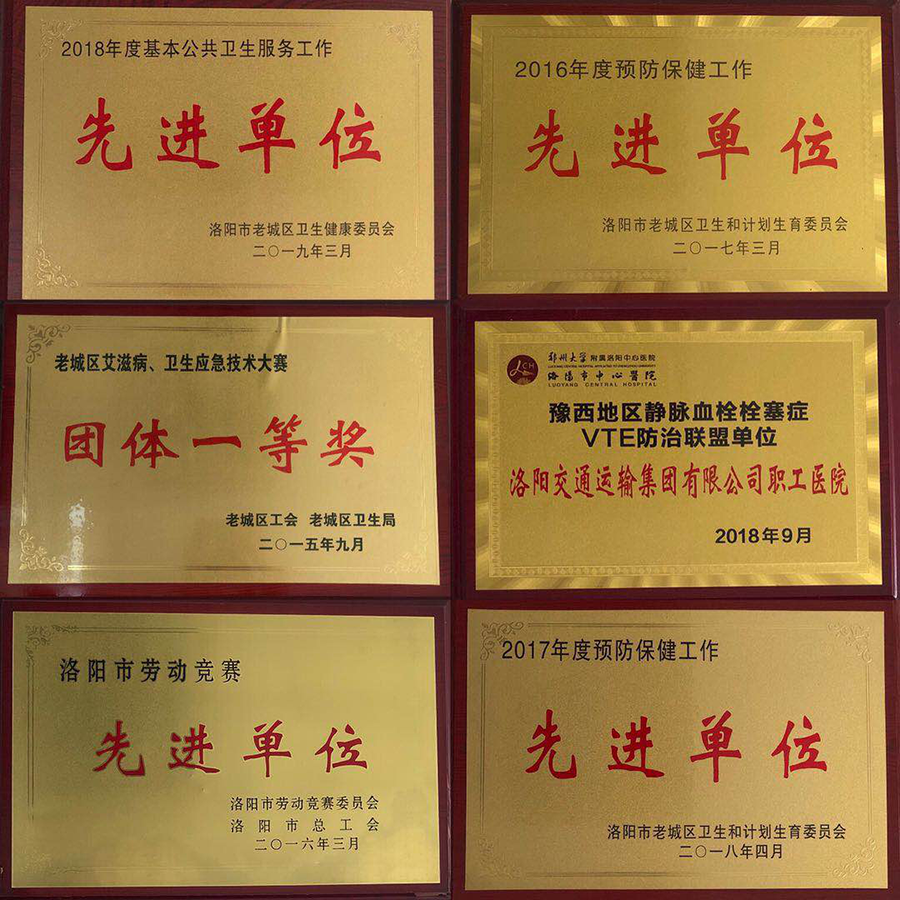 2018年度基本公共卫生服务工作
先进单位
洛阳市老城区卫生健康委员会
二〇一九年三月
2016年度预防保健工作
先进单位
洛阳市老城区卫生和计划生育委员会
二〇一七年三月
老城区艾滋病、卫生应急技术大赛
团体一等奖
老城区工会 老城区卫生局
二〇一五年九月
LCH
郑州大学附属洛阳中心医院
洛陽市中心醫院
LUOYANG CENTRAL HOSPITAL
豫西地区静脉血栓栓塞症
VTE防治联盟单位
洛阳交通运输集团有限公司职工医院
2018年9月
洛阳市劳动竞赛
先进单位
洛阳市劳动竞赛委员会
洛阳市总工会
二〇一六年三月
2017年度预防保健工作
先进单位
洛阳市老城区卫生和计划生育委员会
二〇一八年四月